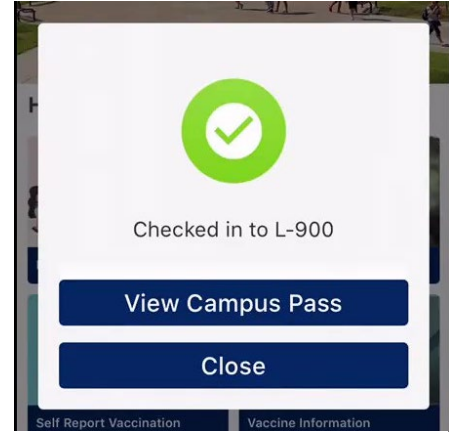 Checked in to L-900
View Campus Pass
Close
Self Report Vaccination
Vaccine Information